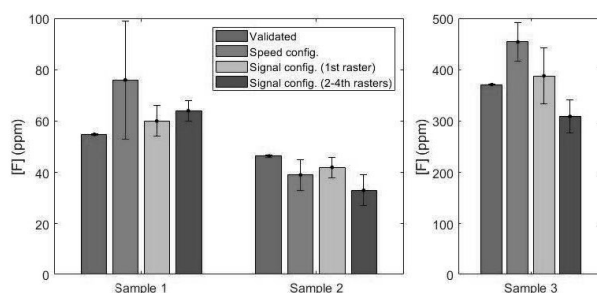 100
80
60
40
20
0
[F] (ppm)
Validated
Speed config.
Signal config. (1st raster)
Signal config. (2-4th rasters)
Sample 1
Sample 2
500
400
300
200
100
0
[F] (ppm)
Sample 3